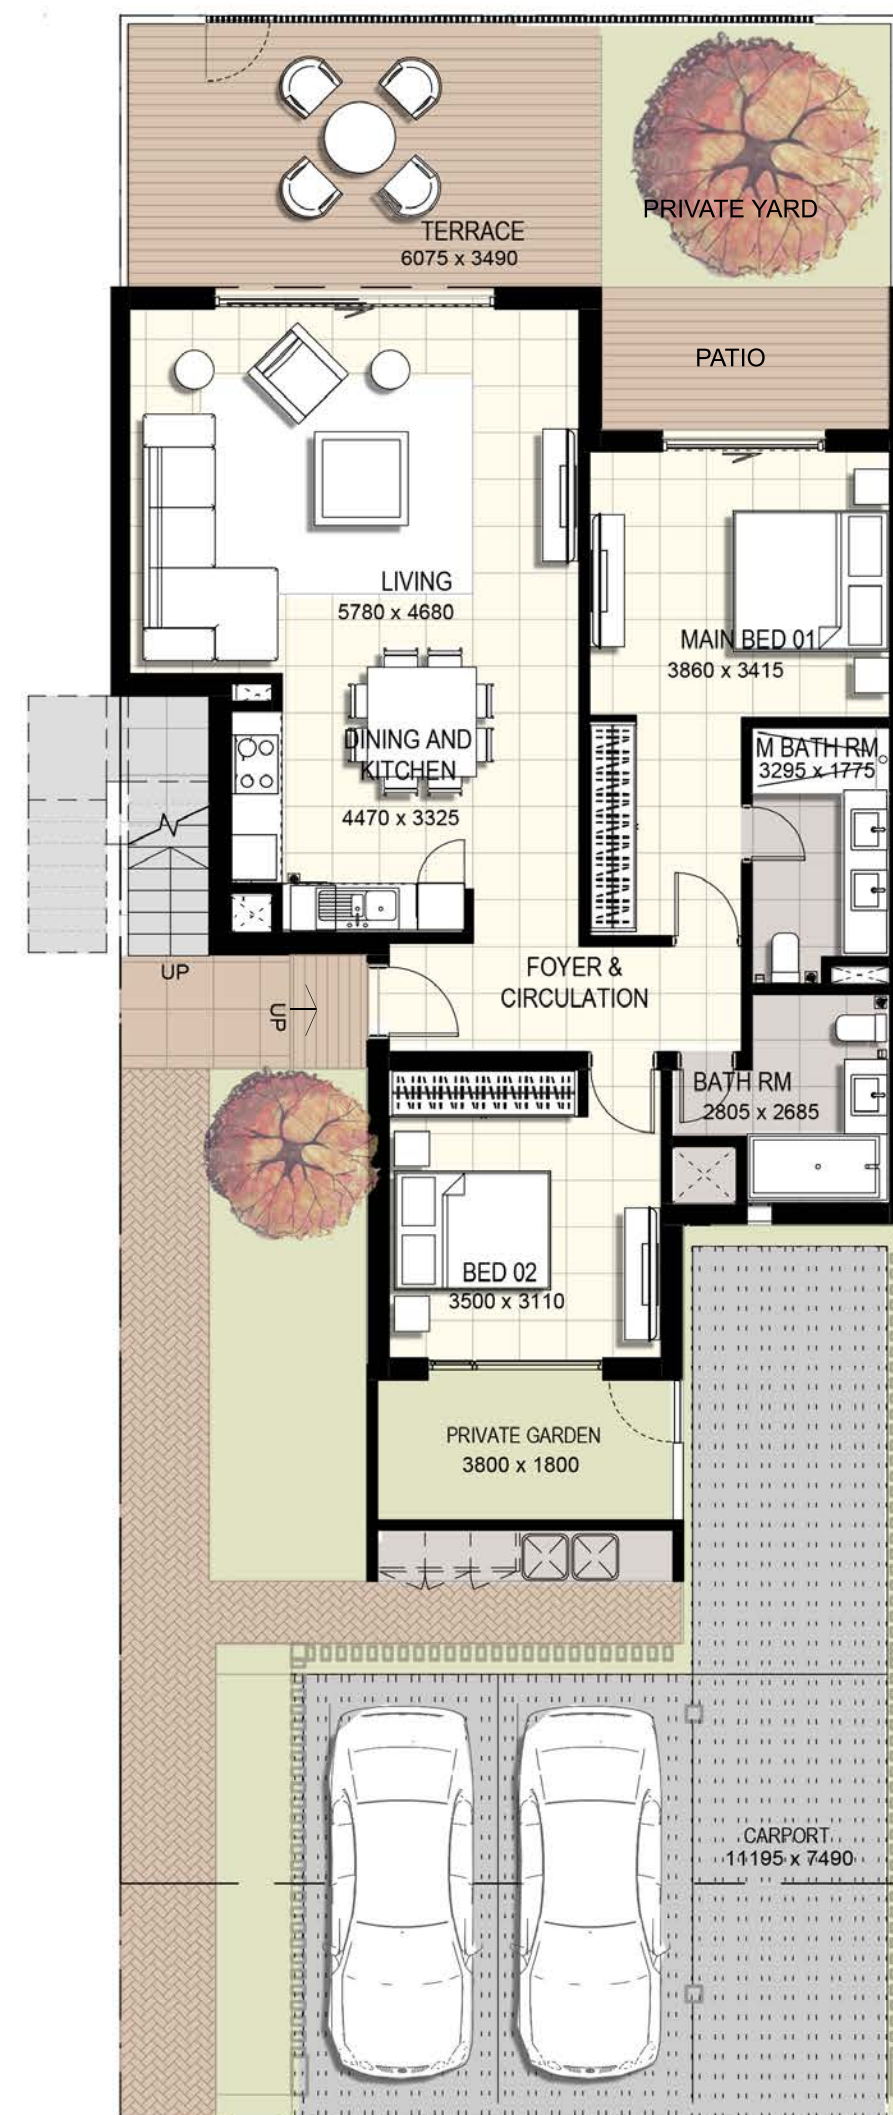 PRIVATE YARD
TERRACE
6075 x 3490
PATIO
LIVING
5780 x 4680
MAIN BED 01
3860 x 3415
DINING AND
KITCHEN
4470 x 3325
M BATH RM
3295 x 1775
FOYER &
CIRCULATION
UP
UP
BATH RM
2805 x 2685
BED 02
3500 x 3110
PRIVATE GARDEN
3800 x 1800
CARPORT
11195 x 7490